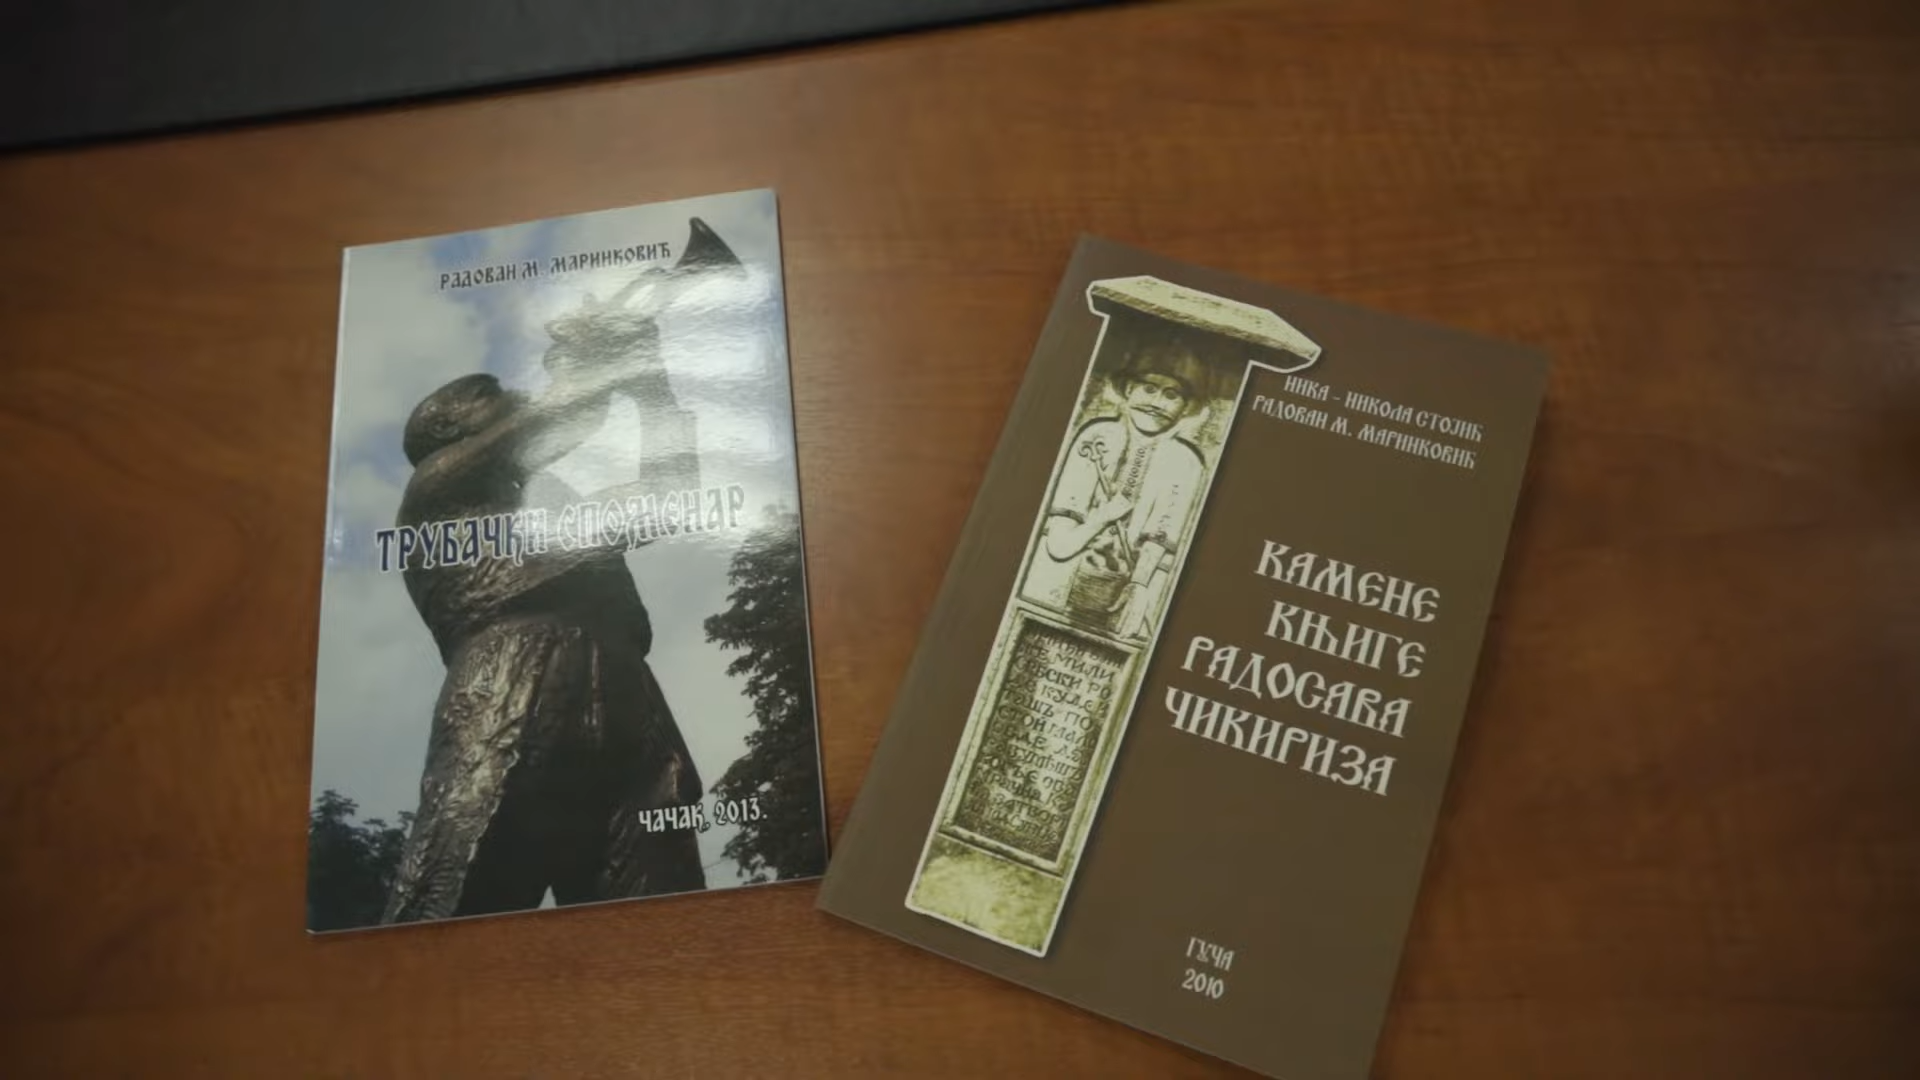 РАДОВАН М. МАРИНКОВИЋ
ТРУБАЧКИ СПОМЕНАР
ЧАЧАК, 2013.
НИКА - НИКОЛА СТОЈИЋ
РАДОВАН М. МАРИНКОВИЋ
КАМЕНЕ
КЊИГЕ
РАДОСАВА
ЧИКИРИЗА
ГУЧА
2010